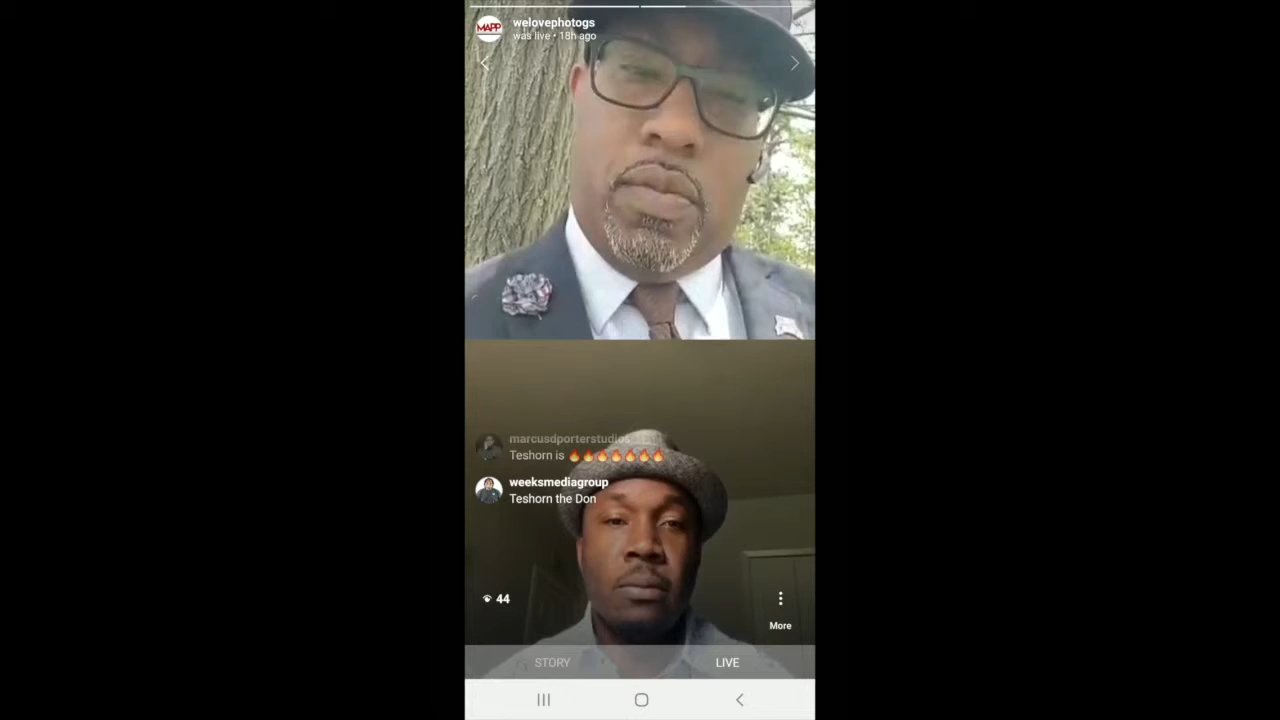 MAPP
welovephotogs
was live • 18h ago
marcusdporterstudios
Teshorn is 🔥🔥🔥🔥🔥🔥🔥
weeksmediagroup
Teshorn the Don
44
More
STORY
LIVE